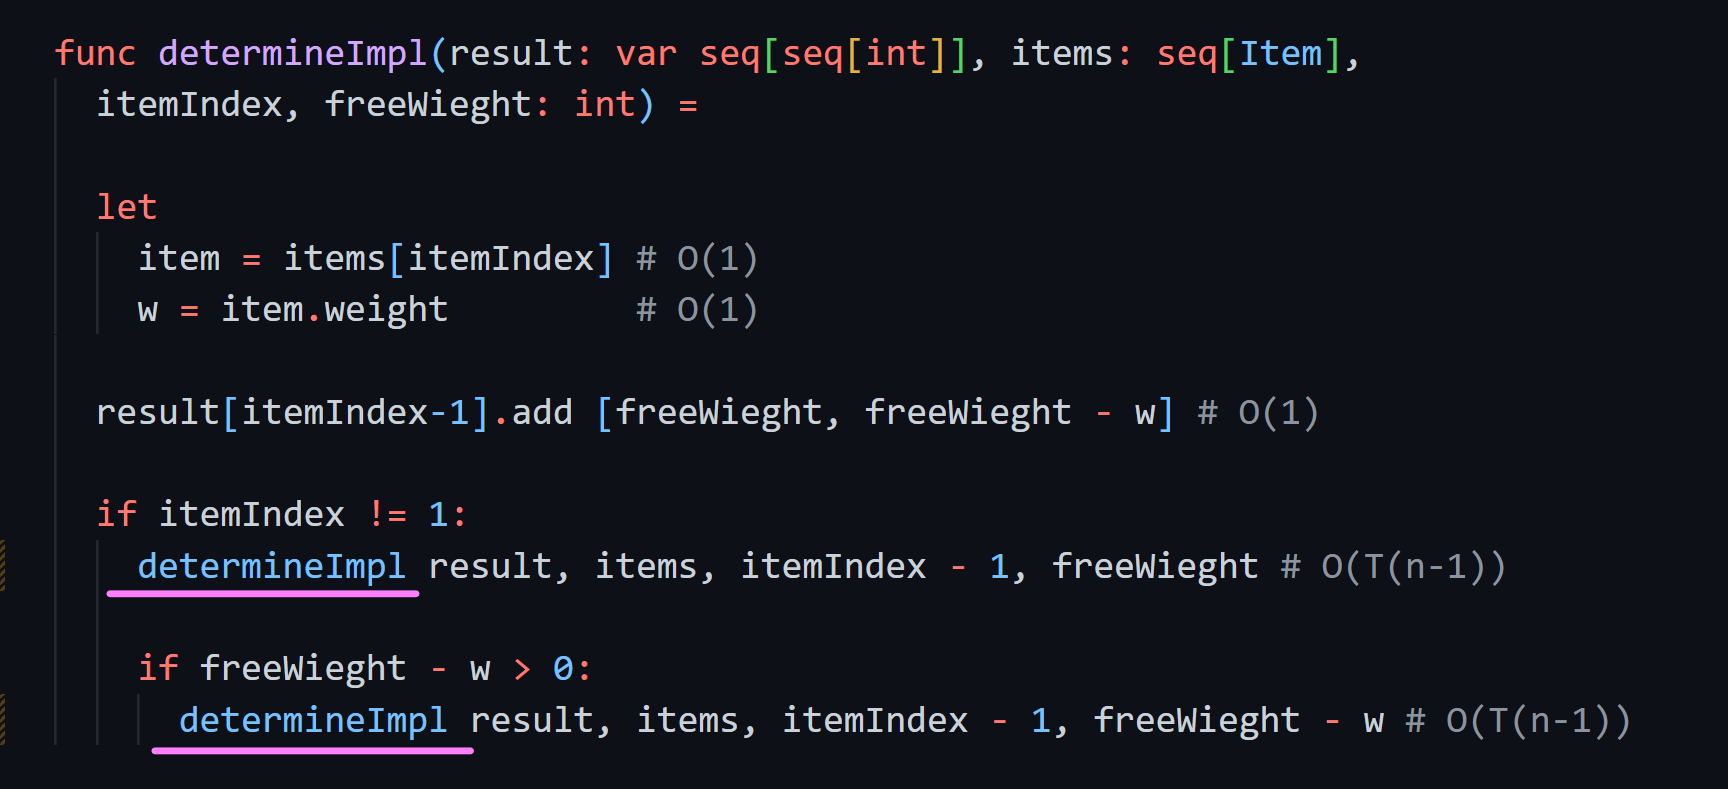 func determineImpl(result: var seq[seq[int]], items: seq[Item],
itemIndex, freeWieght: int) =
let
item = items[itemIndex] # O(1)
w = item.weight # O(1)
result[itemIndex-1].add [freeWieght, freeWieght - w] # O(1)
if itemIndex != 1:
determineImpl result, items, itemIndex - 1, freeWieght # O(T(n-1))
if freeWieght - w > 0:
determineImpl result, items, itemIndex - 1, freeWieght - w # O(T(n-1))